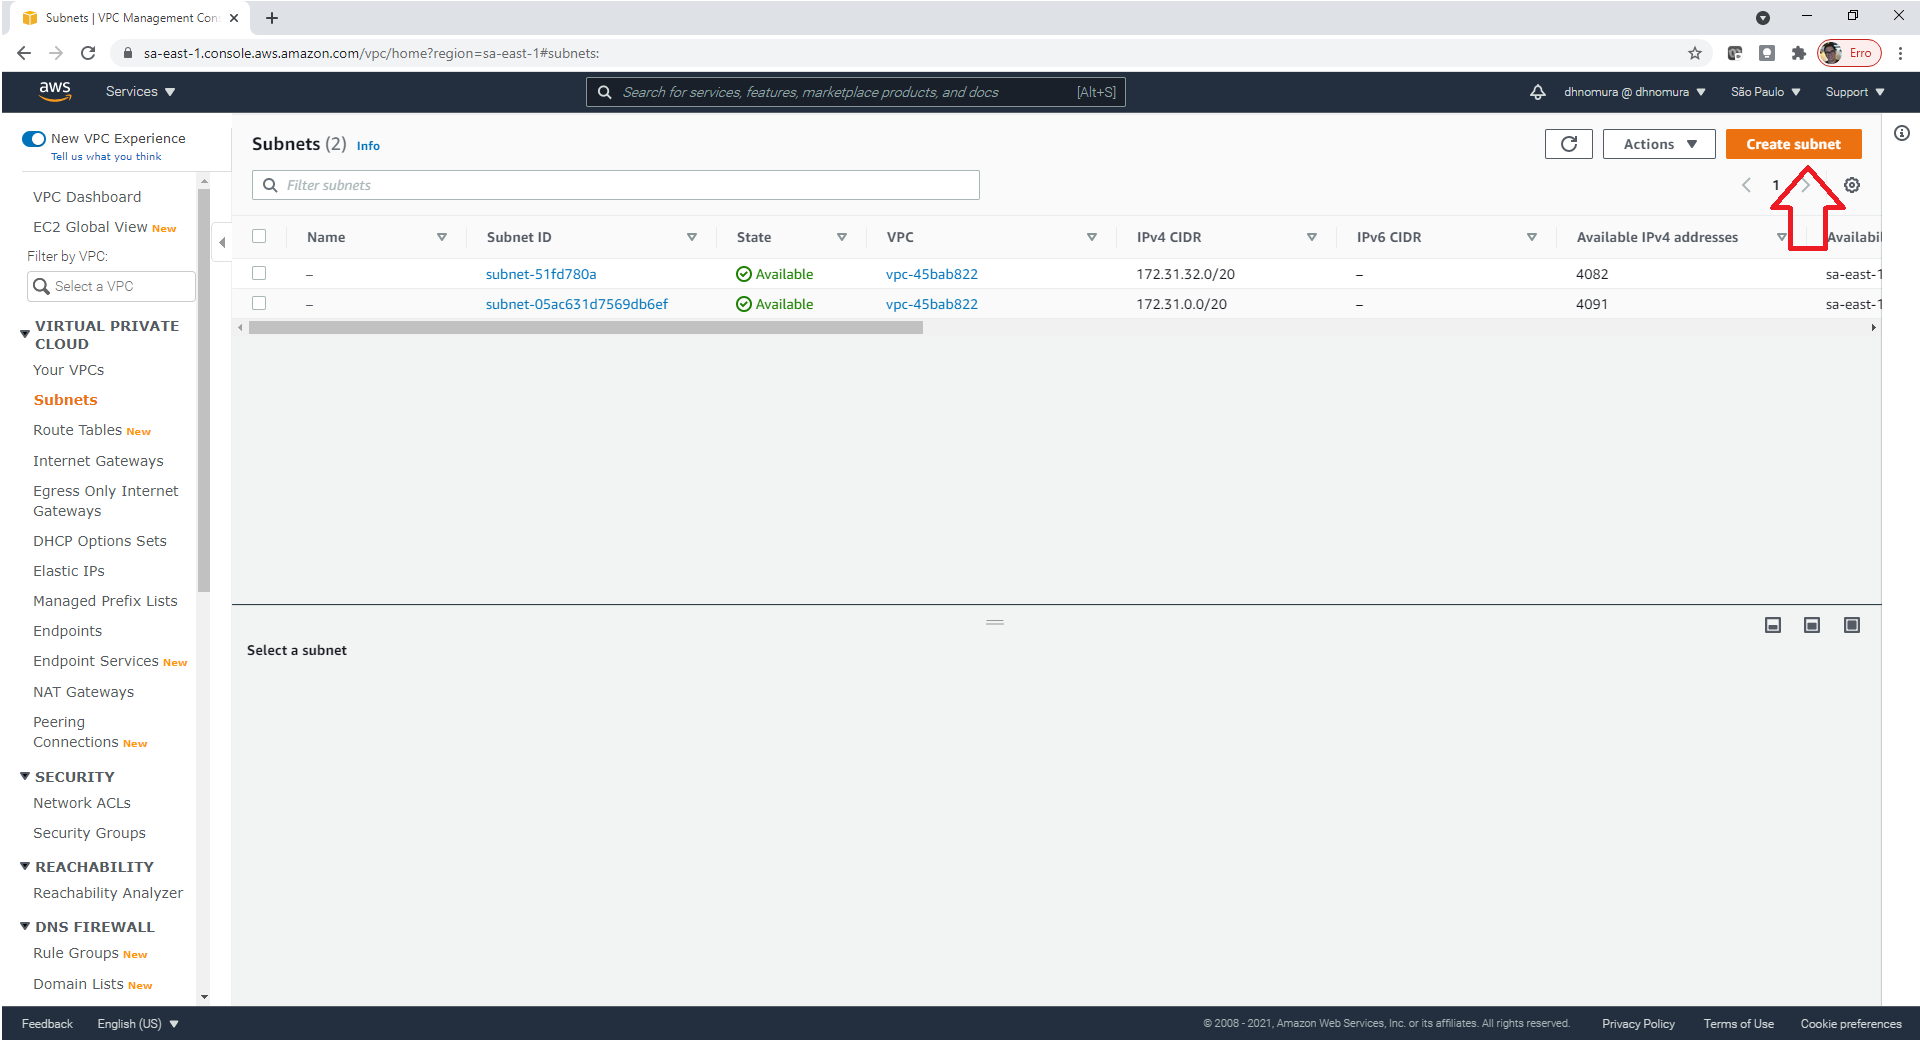 Subnets | VPC Management Con
sa-east-1.console.aws.amazon.com/vpc/home?region=sa-east-1#subnets:
Erro
aws
Services
Search for services, features, marketplace products, and docs
[Alt+S]
dhnomura @ dhnomura
São Paulo
Support
New VPC Experience
Tell us what you think
VPC Dashboard
EC2 Global View New
Filter by VPC:
Select a VPC
VIRTUAL PRIVATE
CLOUD
Your VPCs
Subnets
Route Tables New
Internet Gateways
Egress Only Internet
Gateways
DHCP Options Sets
Elastic IPs
Managed Prefix Lists
Endpoints
Endpoint Services New
NAT Gateways
Peering
Connections New
SECURITY
Network ACLs
Security Groups
REACHABILITY
Reachability Analyzer
DNS FIREWALL
Rule Groups New
Domain Lists New
Subnets (2) Info
Actions
Create subnet
Filter subnets
1
Name Subnet ID State VPC IPv4 CIDR IPv6 CIDR Available IPv4 addresses Availabil
– subnet-51fd780a Available vpc-45bab822 172.31.32.0/20 – 4082 sa-east-1
– subnet-05ac631d7569db6ef Available vpc-45bab822 172.31.0.0/20 – 4091 sa-east-1
Select a subnet
Feedback English (US)
© 2008 - 2021, Amazon Web Services, Inc. or its affiliates. All rights reserved. Privacy Policy Terms of Use Cookie preferences